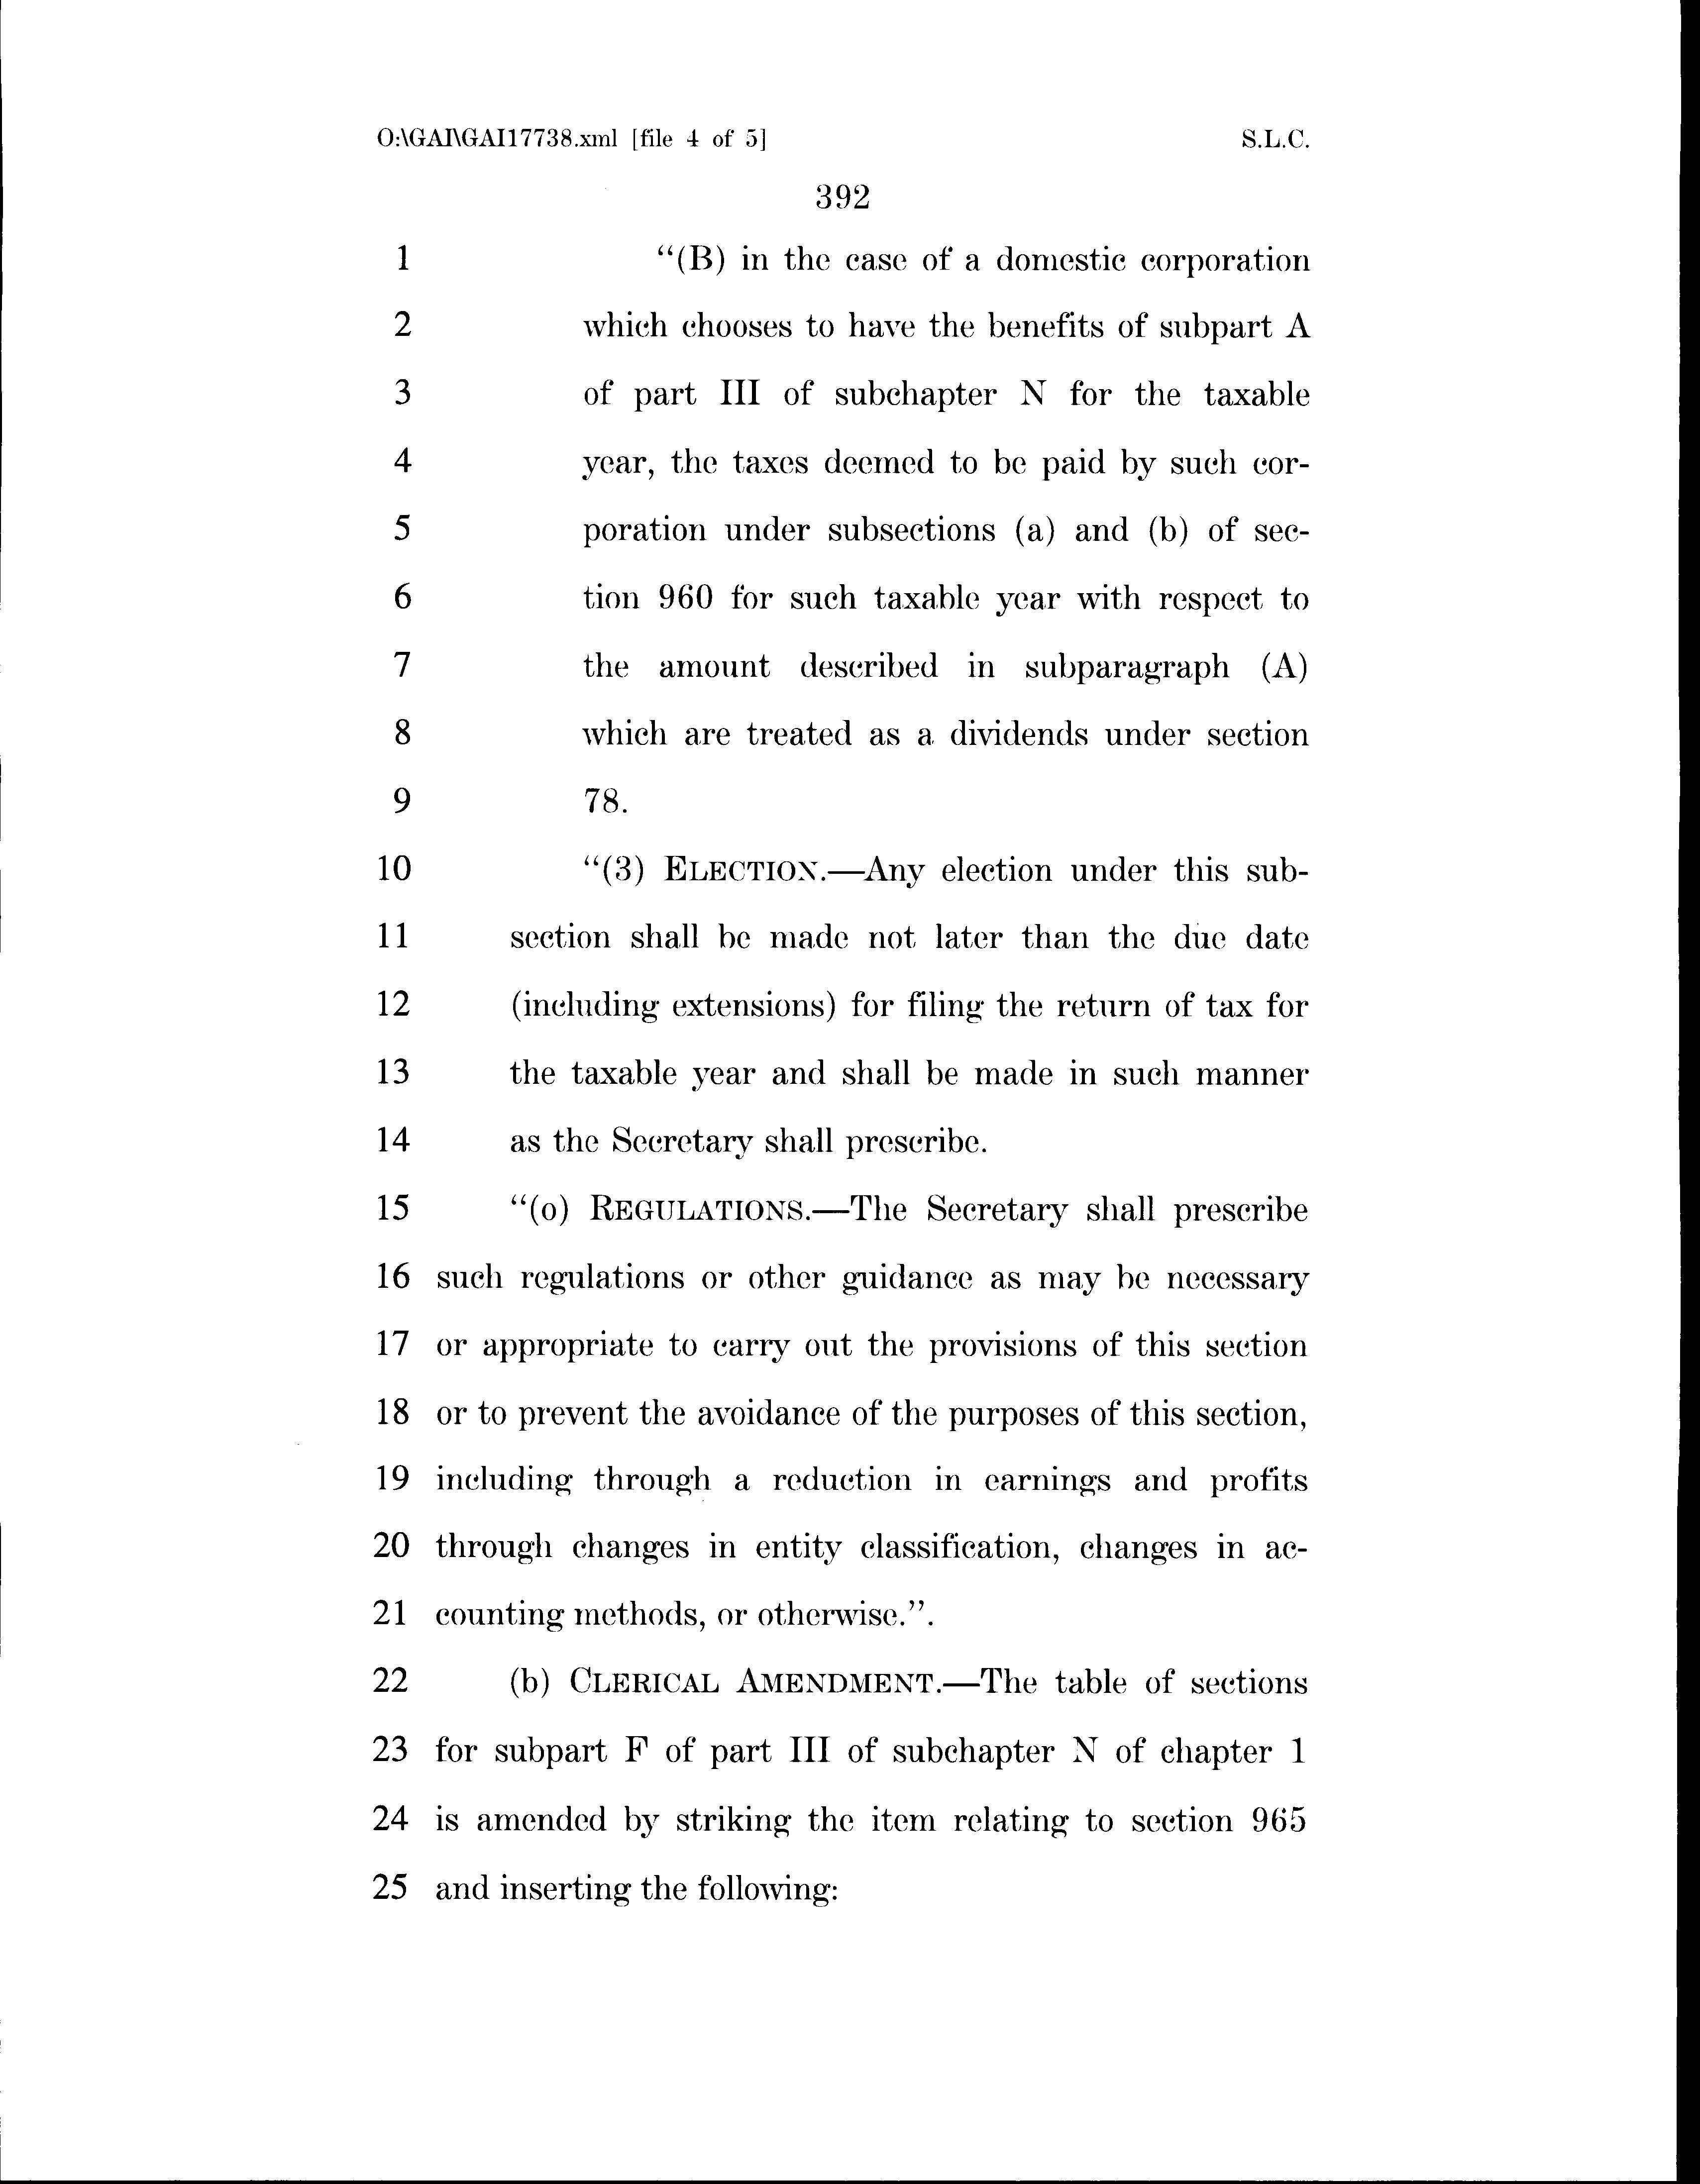 O:\GAI\GAI17738.xml [file 4 of 5] S.L.C.
392
1 “(B) in the case of a domestic corporation
2 which chooses to have the benefits of subpart A
3 of part III of subchapter N for the taxable
4 year, the taxes deemed to be paid by such cor-
5 poration under subsections (a) and (b) of sec-
6 tion 960 for such taxable year with respect to
7 the amount described in subparagraph (A)
8 which are treated as a dividends under section
9 78.
10 “(3) ELECTION.—Any election under this sub-
11 section shall be made not later than the due date
12 (including extensions) for filing the return of tax for
13 the taxable year and shall be made in such manner
14 as the Secretary shall prescribe.
15 “(o) REGULATIONS.—The Secretary shall prescribe
16 such regulations or other guidance as may be necessary
17 or appropriate to carry out the provisions of this section
18 or to prevent the avoidance of the purposes of this section,
19 including through a reduction in earnings and profits
20 through changes in entity classification, changes in ac-
21 counting methods, or otherwise.”.
22 (b) CLERICAL AMENDMENT.—The table of sections
23 for subpart F of part III of subchapter N of chapter 1
24 is amended by striking the item relating to section 965
25 and inserting the following: